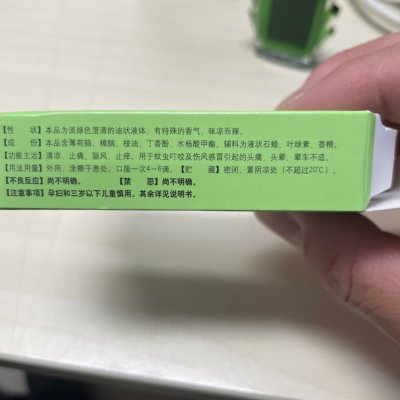 【性 状】本品为淡绿色澄清的油状液体，有特殊的香气，味凉而辣。
【成 份】本品含薄荷脑、樟脑、桉油、丁香酚、水杨酸甲酯。辅料为液状石蜡、叶绿素、香精。
【功能主治】清凉，止痛，驱风，止痒。用于蚊虫叮咬及伤风感冒引起的头痛，头晕，晕车不适。
【用法用量】外用，涂擦于患处。口服一次4~6滴。【贮 藏】密闭，置阴凉处（不超过20℃）。
【不良反应】尚不明确。 【禁 忌】尚不明确。
【注意事项】孕妇和三岁以下儿童慎用。其余详见说明书。